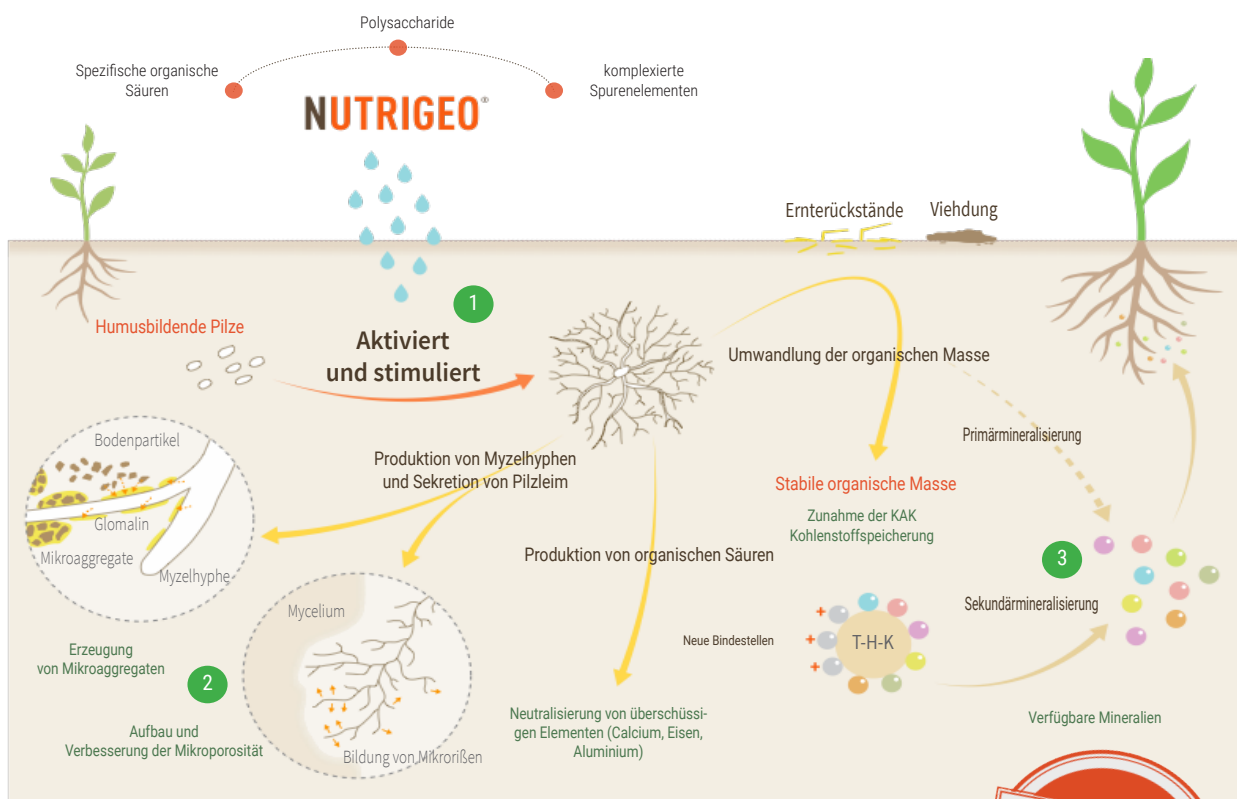 Polysaccharide
Spezifische organische
Säuren
komplexierte
Spurenelementen
NUTRIGEO®
Ernterückstände
Viehdung
1
Humusbildende Pilze
Aktiviert
und stimuliert
Umwandlung der organischen Masse
Primärmineralisierung
Bodenpartikel
Glomalin
Mikroaggregate
Myzelhyphe
Produktion von Myzelhyphen
und Sekretion von Pilzleim
Stabile organische Masse
Zunahme der KAK
Kohlenstoffspeicherung
Produktion von organischen Säuren
3
Sekundärmineralisierung
Mycelium
Neue Bindestellen
+
+
+
T-H-K
Erzeugung
von Mikroaggregaten
2
Aufbau und
Verbesserung der Mikroporosität
Bildung von Mikrorißen
Neutralisierung von überschüssi-
gen Elementen (Calcium, Eisen,
Aluminium)
Verfügbare Mineralien